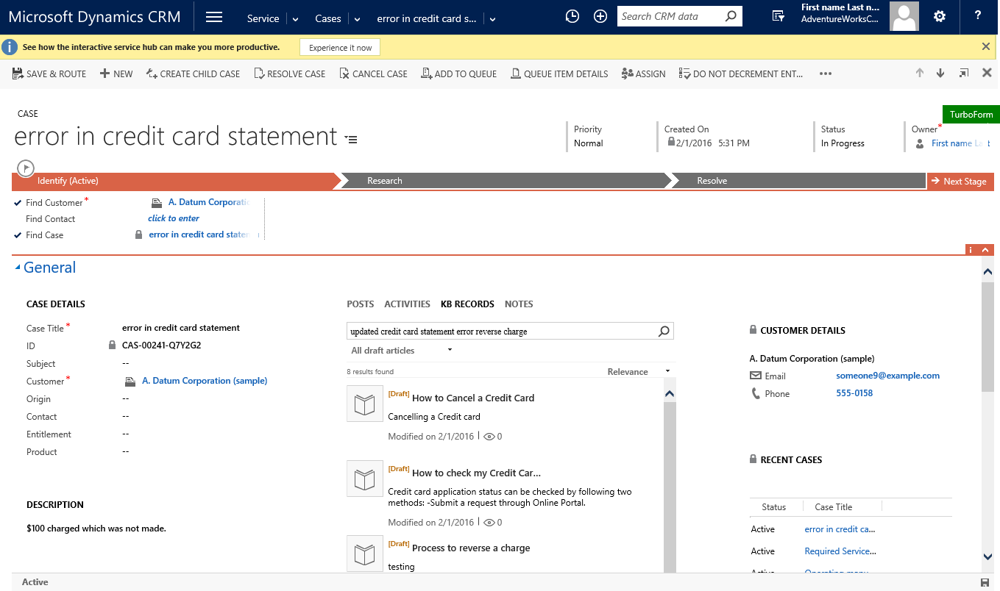 Microsoft Dynamics CRM
Service
Cases
error in credit card s...
Search CRM data
First name Last n...
AdventureWorksC...
?
i
See how the interactive service hub can make you more productive.
Experience it now
SAVE & ROUTE
NEW
CREATE CHILD CASE
RESOLVE CASE
CANCEL CASE
ADD TO QUEUE
QUEUE ITEM DETAILS
ASSIGN
DO NOT DECREMENT ENT...
CASE
error in credit card statement
TurboForm
Priority
Normal
Created On
2/1/2016 5:31 PM
Status
In Progress
Owner*
First name
Identify (Active)
Research
Resolve
Next Stage
Find Customer*
A. Datum
Find Contact
click to enter
Find Case
error in credit card
i
General
CASE DETAILS
Case Title*
error in credit card statement
ID
CAS-00241-Q7Y2G2
Subject
--
Customer*
A. Datum Corporation (sample)
Origin
--
Contact
--
Entitlement
--
Product
--
DESCRIPTION
$100 charged which was not made.
POSTS ACTIVITIES KB RECORDS NOTES
updated credit card statement error reverse charge
All draft articles
8 results found
Relevance
[Draft] How to Cancel a Credit Card
Cancelling a Credit card
Modified on 2/1/2016 | 0
[Draft] How to check my Credit Car...
Credit card application status can be checked by following two
methods: -Submit a request through Online Portal.
Modified on 2/1/2016 | 0
[Draft] Process to reverse a charge
testing
CUSTOMER DETAILS
A. Datum Corporation (sample)
Email
someone9@example.com
Phone
555-0158
RECENT CASES
Status
Case Title
Active
error in credit ca...
Active
Required Service...
Active
Active